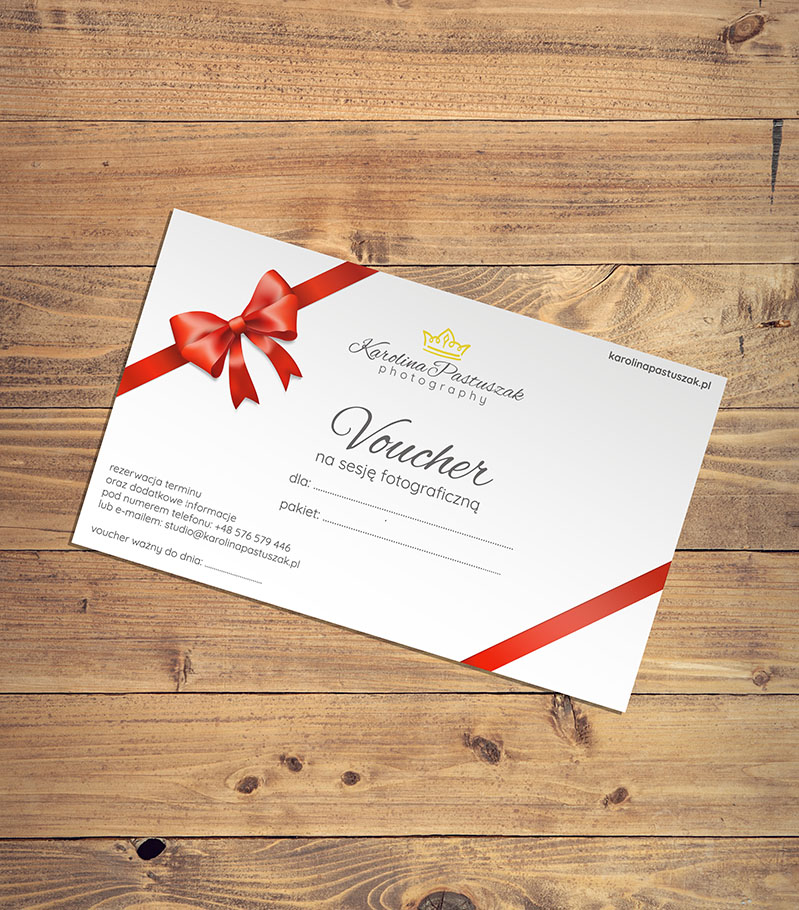 Karolina Pastuszak
photography
karolinapastuszak.pl
Voucher
na sesję fotograficzną
dla:
pakiet:
rezerwacja terminu
oraz dodatkowe informacje
pod numerem telefonu: +48 576 579 446
lub e-mailem: studio@karolinapastuszak.pl
voucher ważny do dnia: